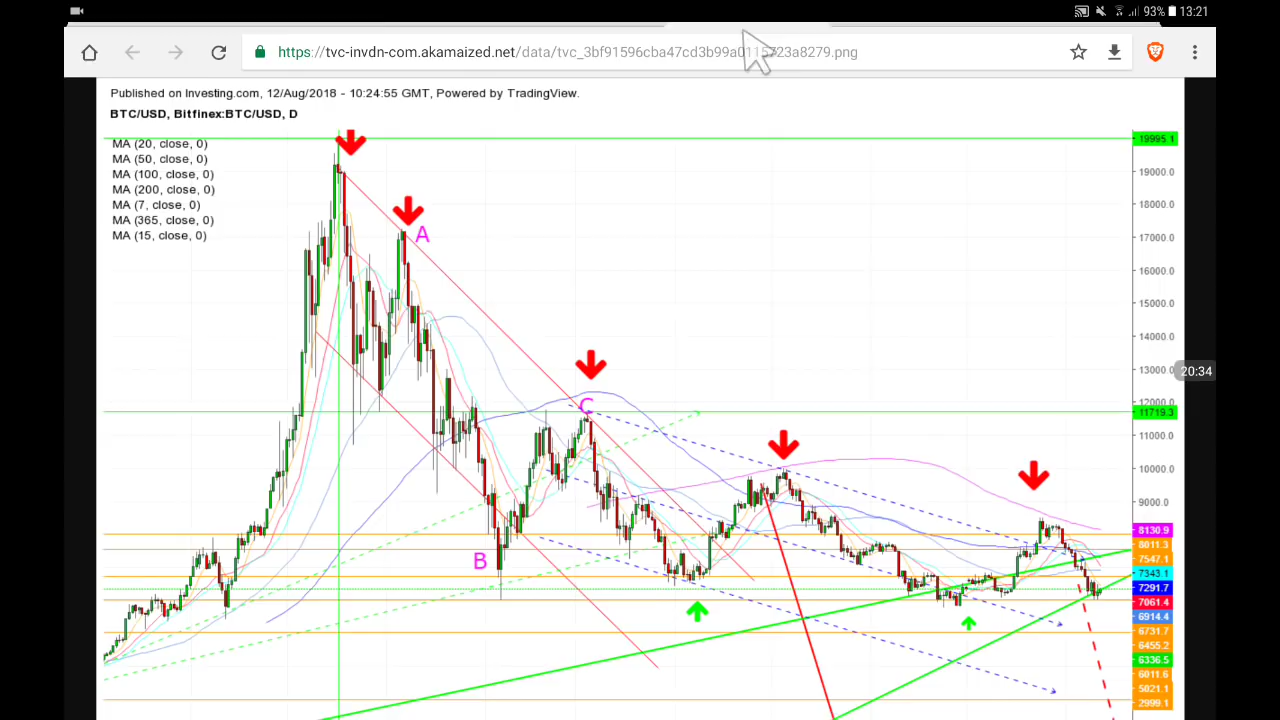 93% 13:21
https://tvc-invdn-com.akamaized.net/data/tvc_3bf91596cba47cd3b99a0115723a8279.png
Published on Investing.com, 12/Aug/2018 - 10:24:55 GMT, Powered by TradingView.
BTC/USD, Bitfinex:BTC/USD, D
19995.1
MA (20, close, 0)
MA (50, close, 0)
MA (100, close, 0)
MA (200, close, 0)
MA (7, close, 0)
MA (365, close, 0)
MA (15, close, 0)
19000.0
18000.0
A
17000.0
16000.0
15000.0
14000.0
13000.0
20:34
C
12000.0
11719.3
11000.0
10000.0
9000.0
8130.9
8011.3
B
7547.1
7343.1
7291.7
7061.4
6914.4
6731.7
6455.2
6336.5
6011.6
5021.1
2999.1